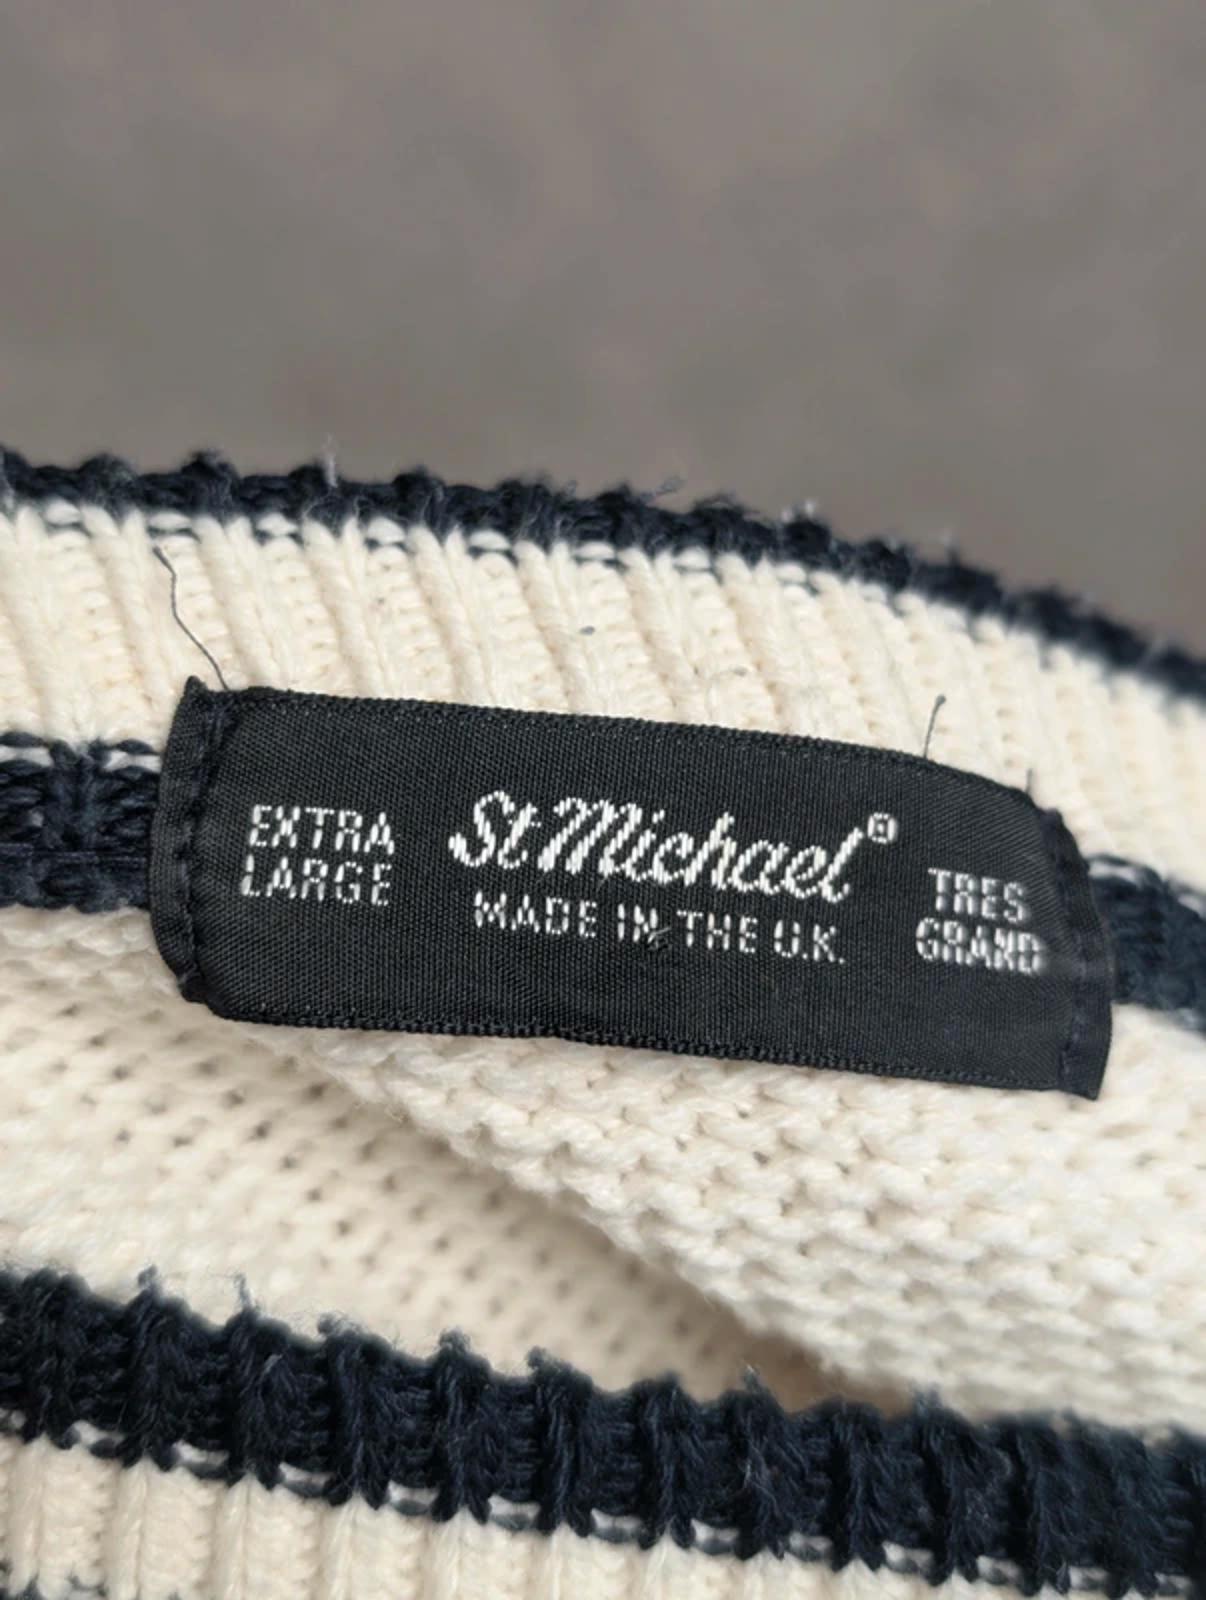 EXTRA
LARGE
St Michael®
MADE IN THE U.K.
TRES
GRAND